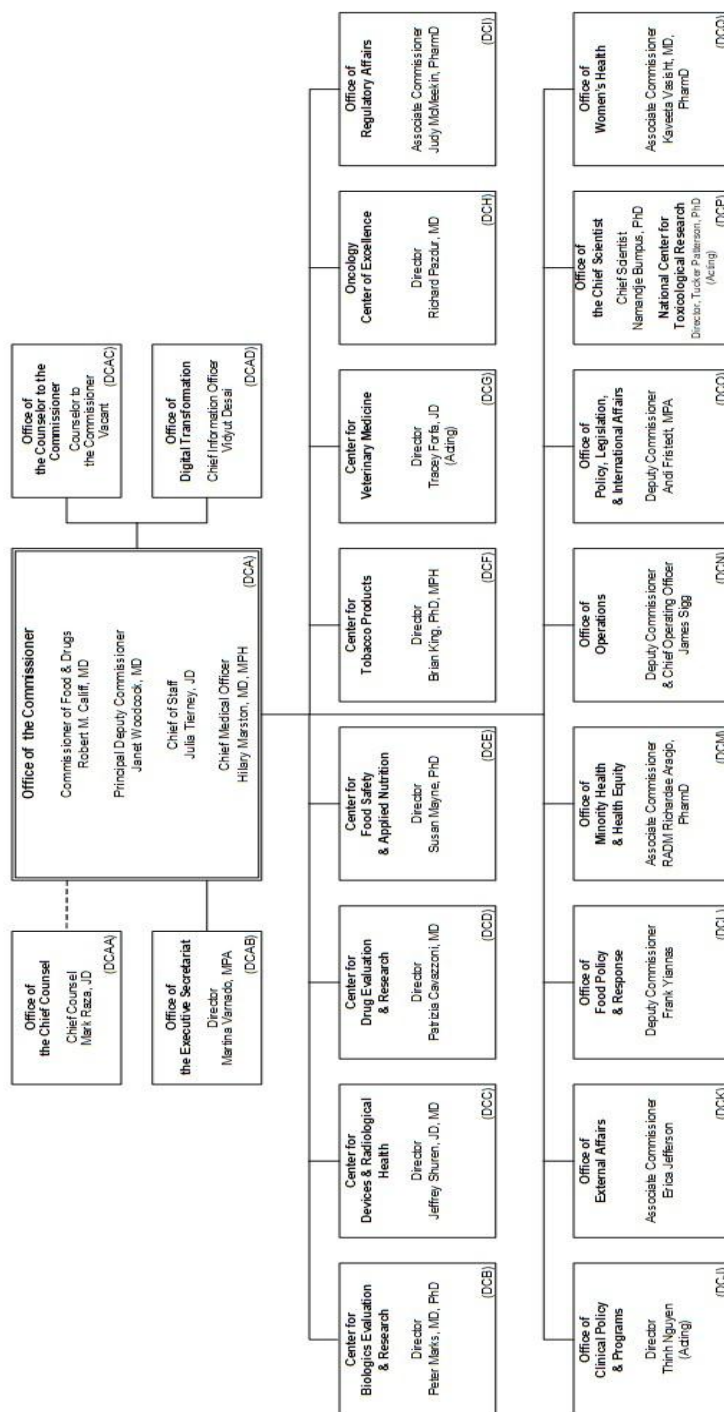 Office of
the Chief Counsel
Chief Counsel
Mark Raza, JD
(DCAA)
Office of
the Executive Secretariat
Director
Martina Varnado, MPA
(DCAB)
Office of the Commissioner
Commissioner of Food & Drugs
Robert M. Califf, MD
Principal Deputy Commissioner
Janet Woodcock, MD
Chief of Staff
Julia Tierney, JD
Chief Medical Officer
Hilary Marston, MD, MPH
(DCA)
Office of
the Counselor to the
Commissioner
Counselor to
the Commissioner
Vacant
(DCAC)
Office of
Digital Transformation
Chief Information Officer
Vidyut Desai
(DCAD)
Center for
Biologics Evaluation
& Research
Director
Peter Marks, MD, PhD
(DCB)
Center for
Devices & Radiological
Health
Director
Jeffrey Shuren, JD, MD
(DCC)
Center for
Drug Evaluation
& Research
Director
Patrizia Cavazzoni, MD
(DCD)
Center for
Food Safety
& Applied Nutrition
Director
Susan Mayne, PhD
(DCE)
Center for
Tobacco Products
Director
Brian King, PhD, MPH
(DCF)
Center for
Veterinary Medicine
Director
Tracey Forfa, JD
(Acting)
(DCG)
Oncology
Center of Excellence
Director
Richard Pazdur, MD
(DCH)
Office of
Regulatory Affairs
Associate Commissioner
Judy McMeekin, PharmD
(DCI)
Office of
Clinical Policy
& Programs
Director
Thinh Nguyen
(Acting)
(DCJ)
Office of
External Affairs
Associate Commissioner
Erica Jefferson
(DCK)
Office of
Food Policy
& Response
Deputy Commissioner
Frank Yiannas
(DCL)
Office of
Minority Health
& Health Equity
Associate Commissioner
RADM Richardae Araojo,
PharmD
(DCM)
Office of
Operations
Deputy Commissioner
& Chief Operating Officer
James Sigg
(DCN)
Office of
Policy, Legislation,
& International Affairs
Deputy Commissioner
Andi Fristedt, MPA
(DCO)
Office of
the Chief Scientist
Chief Scientist
Namandje Bumpus, PhD
National Center for
Toxicological Research
Director, Tucker Patterson, PhD
(Acting)
(DCP)
Office of
Women's Health
Associate Commissioner
Kaveeta Vasisht, MD,
PharmD